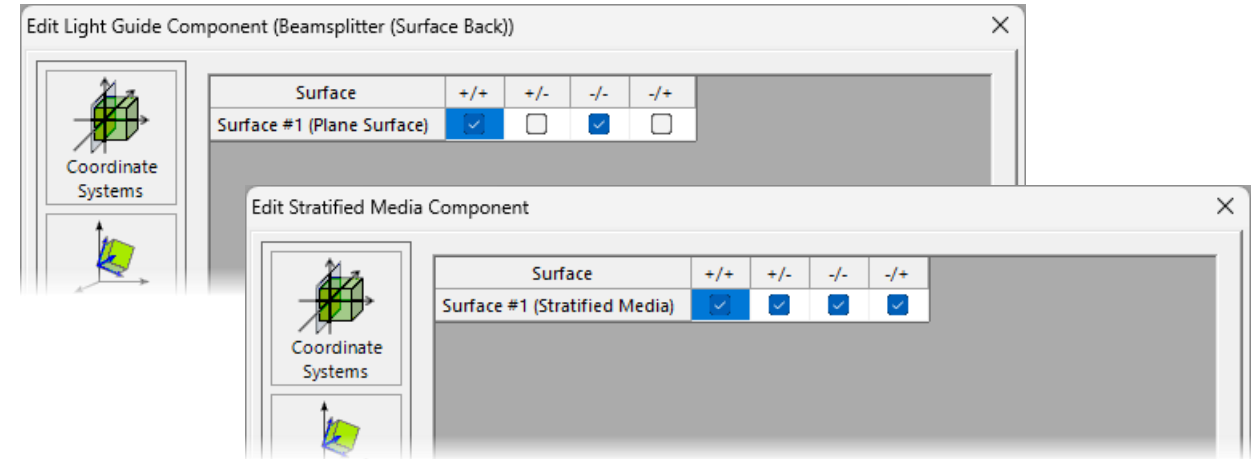 Edit Light Guide Component (Beamsplitter (Surface Back))
Surface +/+ +/- -/- -/+
Surface #1 (Plane Surface)
Coordinate
Systems
Edit Stratified Media Component
Surface +/+ +/- -/- -/+
Surface #1 (Stratified Media)
Coordinate
Systems